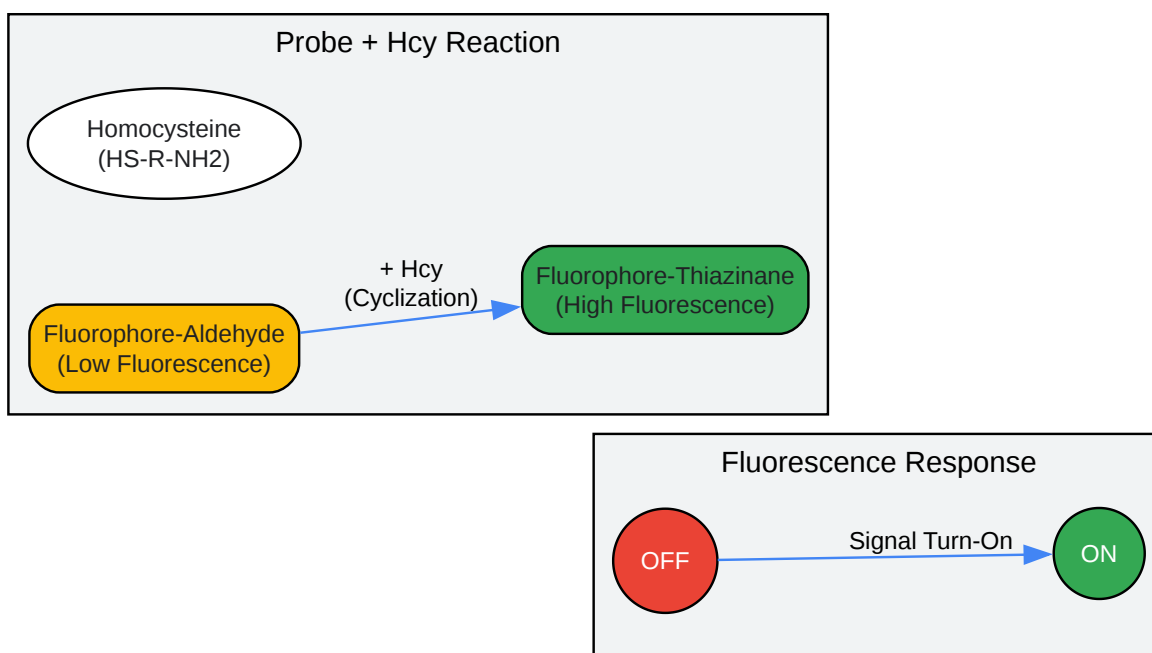 Probe + Hcy Reaction
Homocysteine
(HS-R-NH2)
+ Hcy
(Cyclization)
Fluorophore-Thiazinane
(High Fluorescence)
Fluorophore-Aldehyde
(Low Fluorescence)
Fluorescence Response
OFF
Signal Turn-On
ON